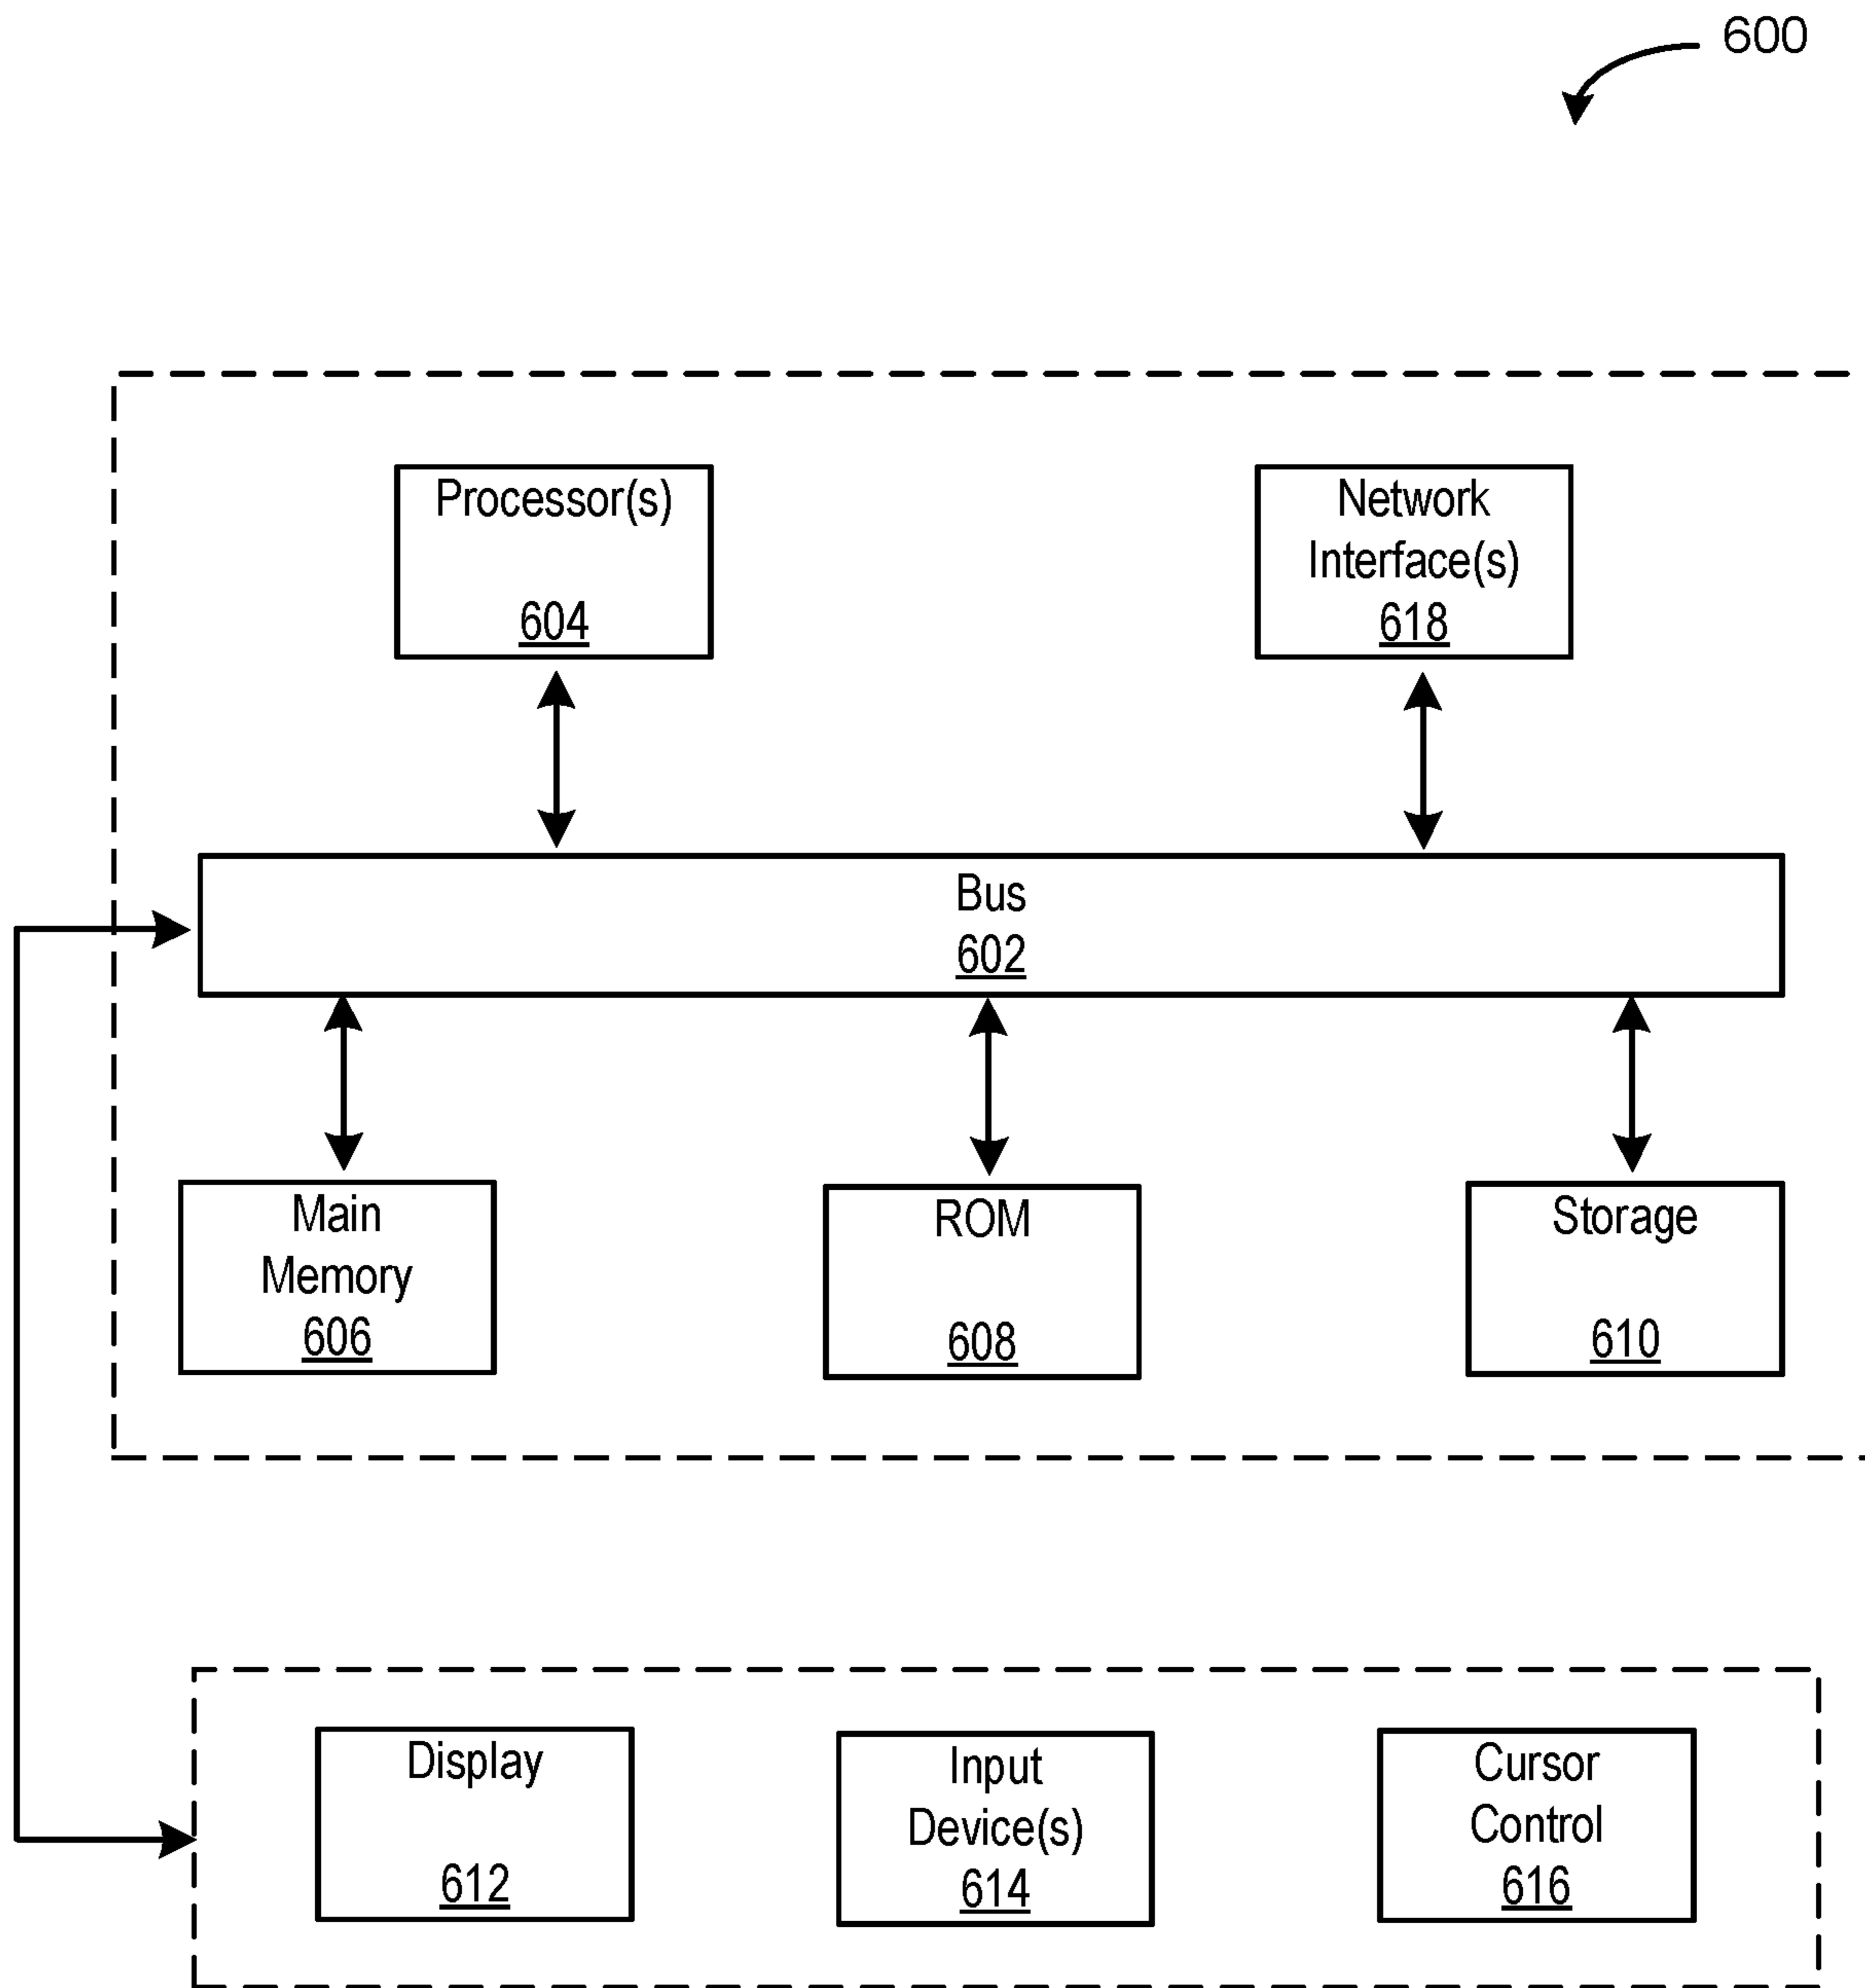 600
Processor(s)
604
Network
Interface(s)
618
Bus
602
Main
Memory
606
ROM
608
Storage
610
Display
612
Input
Device(s)
614
Cursor
Control
616